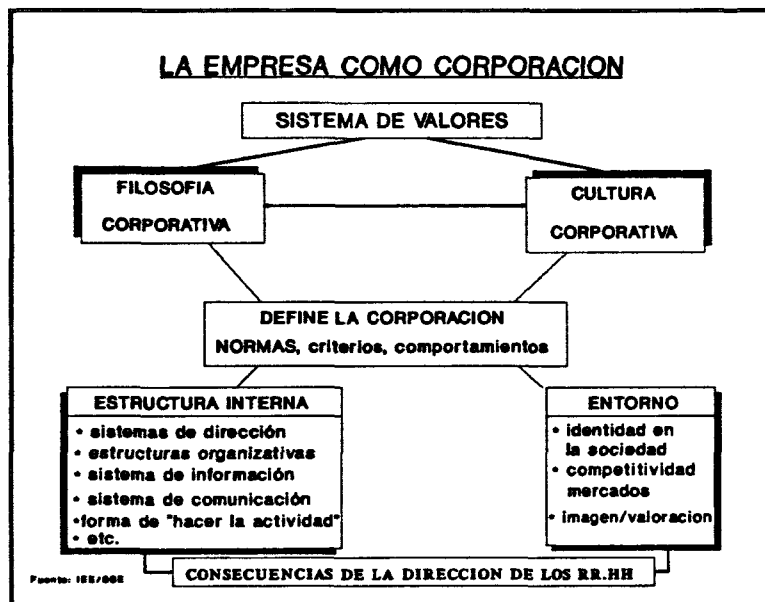 LA EMPRESA COMO CORPORACION
SISTEMA DE VALORES
FILOSOFIA
CORPORATIVA
CULTURA
CORPORATIVA
DEFINE LA CORPORACION
NORMAS, criterios, comportamientos
ESTRUCTURA INTERNA
• sistemas de dirección
• estructuras organizativas
• sistema de información
• sistema de comunicación
• forma de "hacer la actividad"
• etc.
ENTORNO
• identidad en
la sociedad
• competitividad
mercados
• imagen/valoracion
CONSECUENCIAS DE LA DIRECCION DE LOS RR.HH
Fuente: